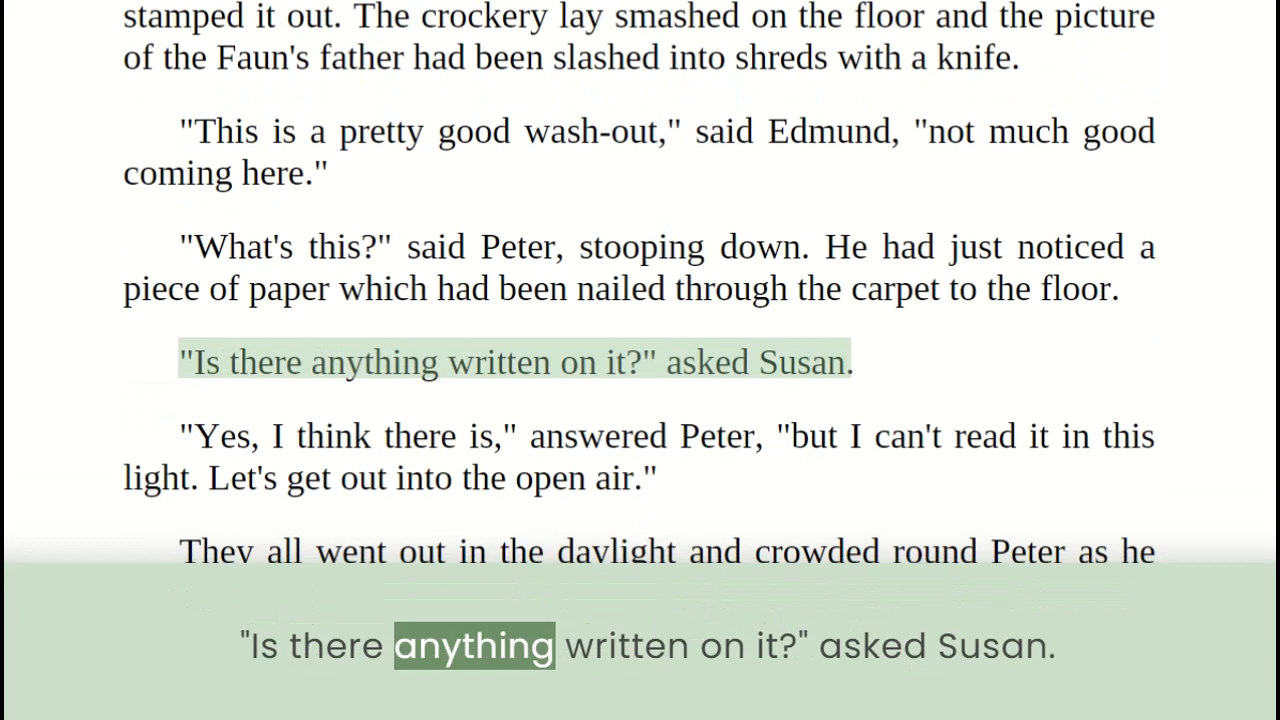 stamped it out. The crockery lay smashed on the floor and the picture
of the Faun's father had been slashed into shreds with a knife.
"This is a pretty good wash-out," said Edmund, "not much good
coming here."
"What's this?" said Peter, stooping down. He had just noticed a
piece of paper which had been nailed through the carpet to the floor.
"Is there anything written on it?" asked Susan.
"Yes, I think there is," answered Peter, "but I can't read it in this
light. Let's get out into the open air."
They all went out in the daylight and crowded round Peter as he
"Is there anything written on it?" asked Susan.